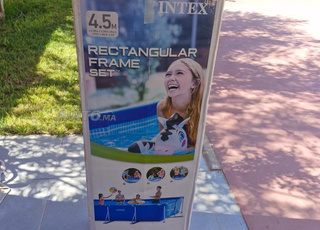 INTEX
4.5M
RECTANGULAR
FRAME
SET